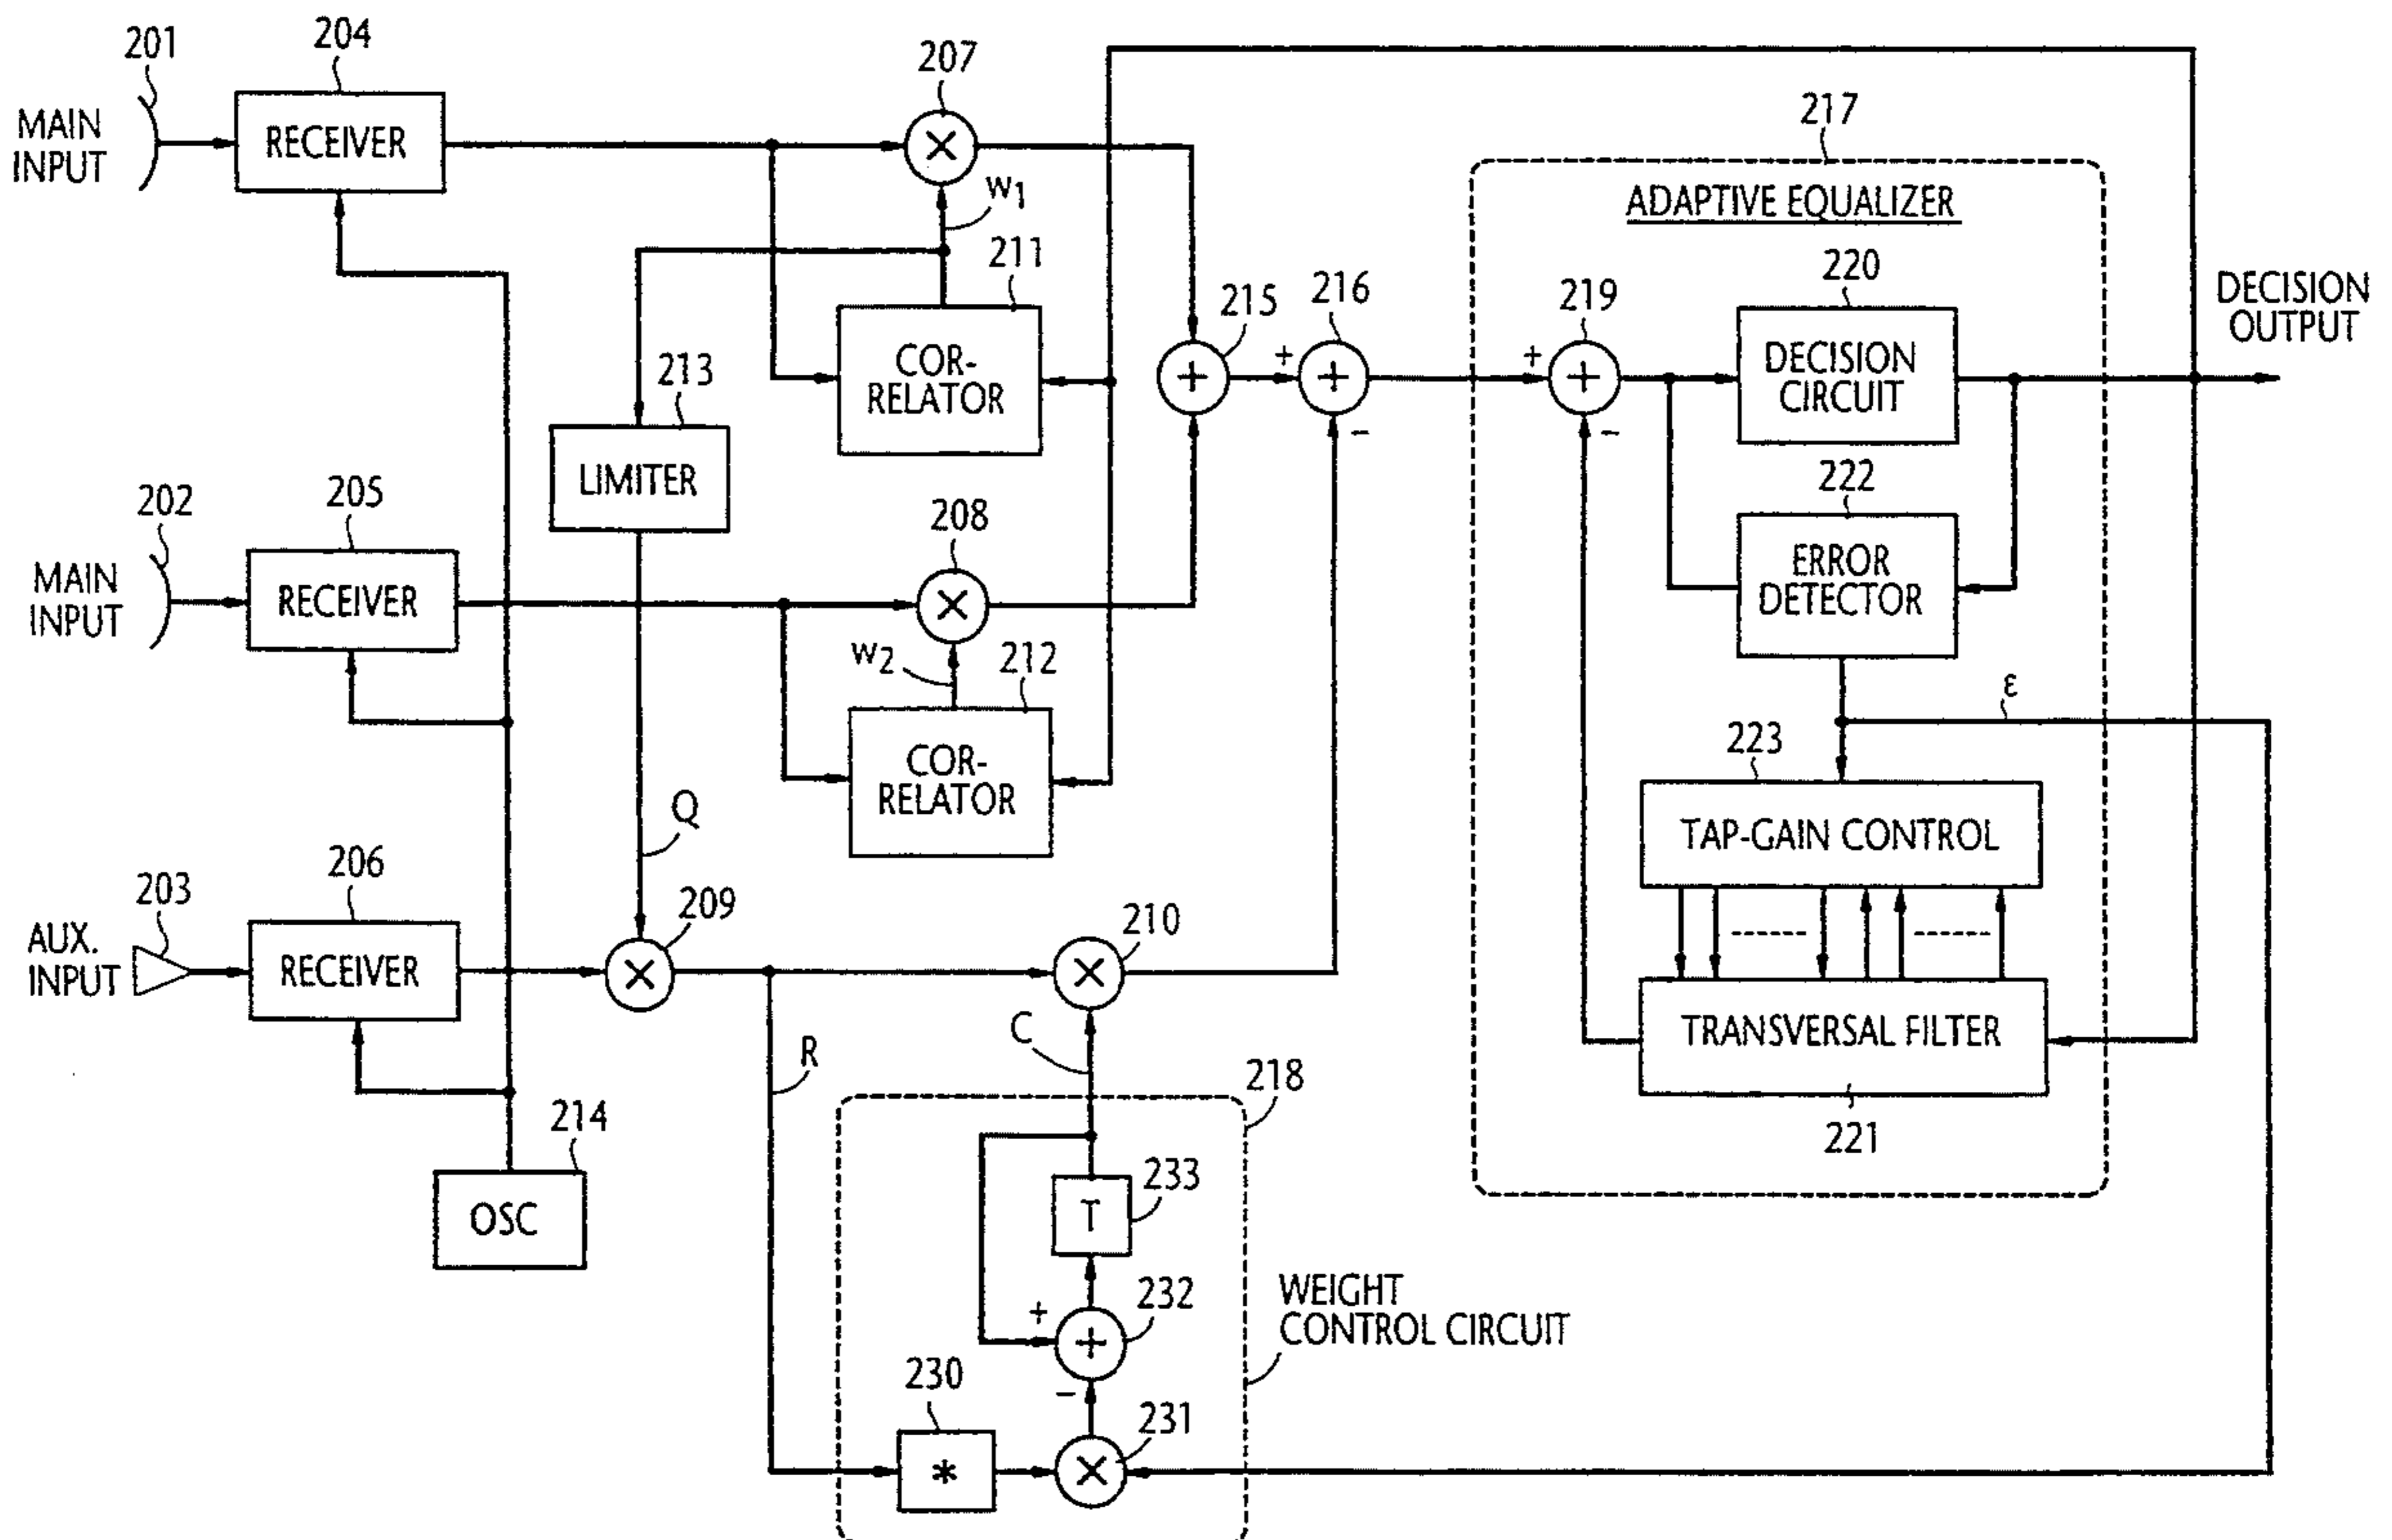 201
204
207
MAIN
INPUT
RECEIVER
×
217
w1
ADAPTIVE EQUALIZER
211
215
216
219
220
DECISION
OUTPUT
213
COR-
RELATOR
+
+
+
+
+
DECISION
CIRCUIT
-
-
LIMITER
202
205
208
222
MAIN
INPUT
RECEIVER
×
ERROR
DETECTOR
w2
212
ε
223
COR-
RELATOR
Q
TAP-GAIN CONTROL
203
206
209
210
AUX.
INPUT
RECEIVER
×
×
TRANSVERSAL FILTER
C
R
218
221
214
OSC
233
T
WEIGHT
CONTROL CIRCUIT
+
232
+
-
230
231
*
×